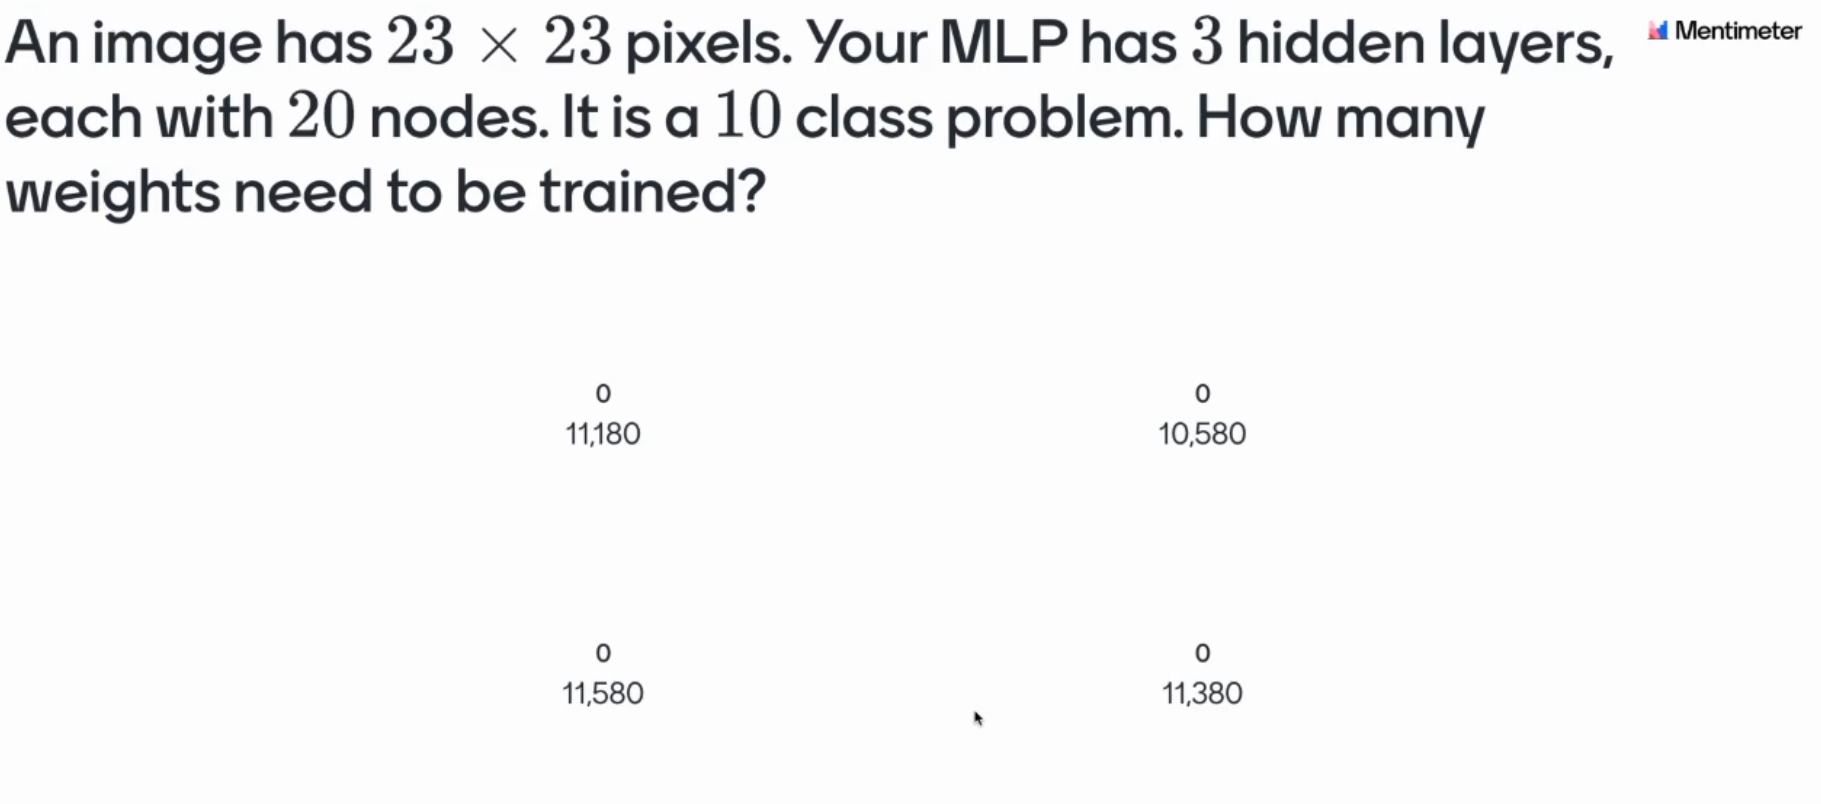 An image has 23 × 23 pixels. Your MLP has 3 hidden layers,
Mentimeter
each with 20 nodes. It is a 10 class problem. How many
weights need to be trained?
0
11,180
0
10,580
0
11,580
0
11,380